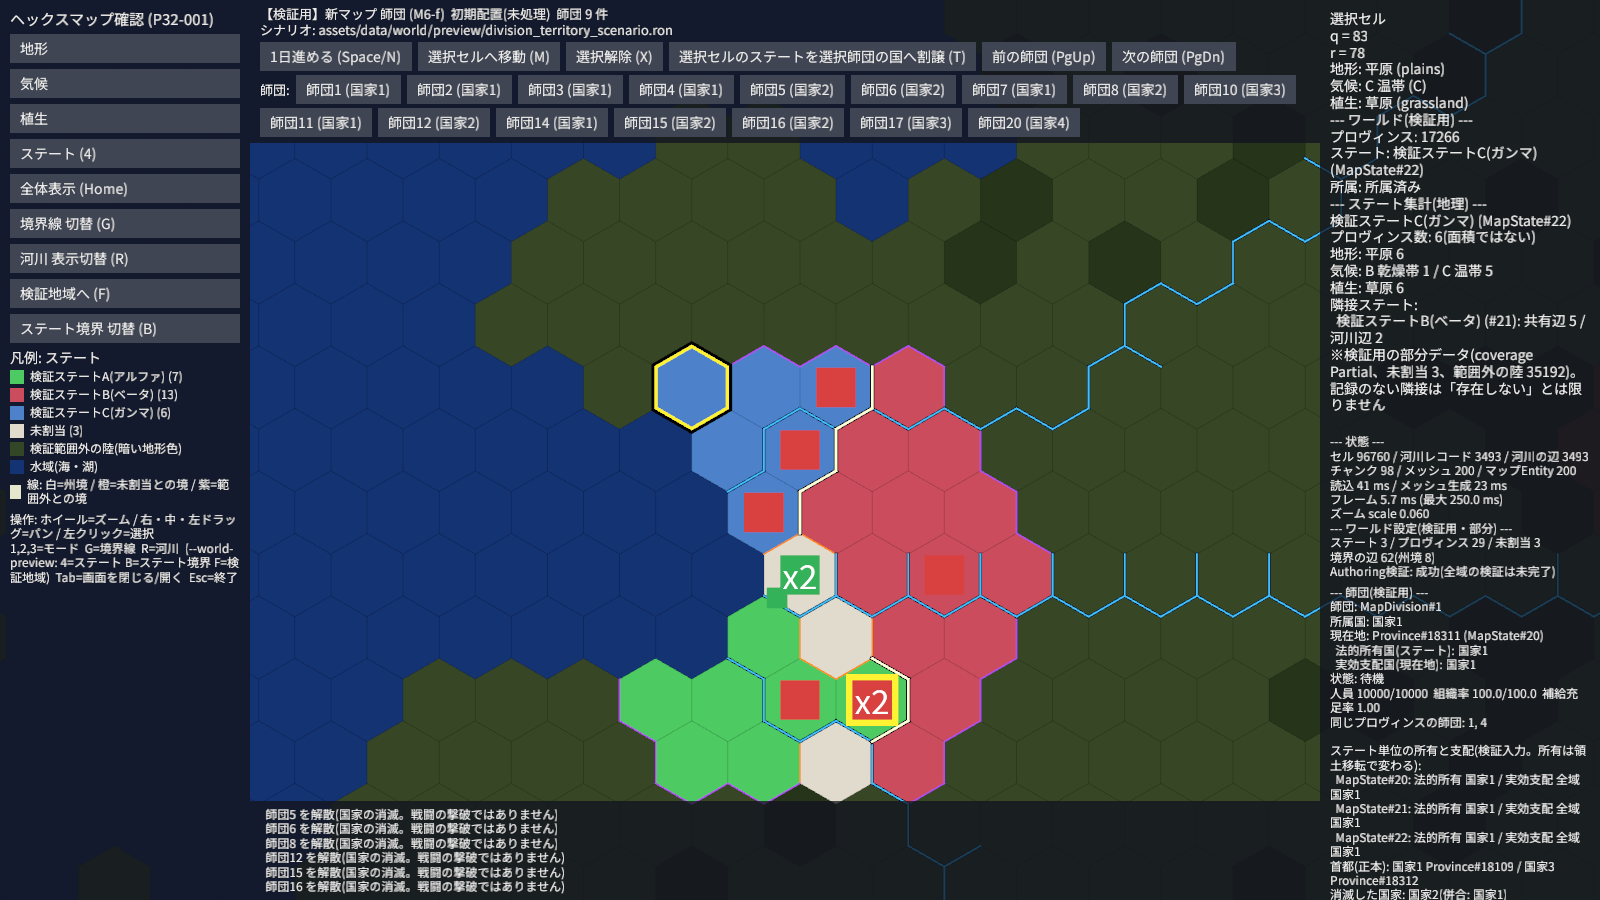 ヘックスマップ確認 (P32-001)
地形
気候
植生
ステート (4)
全体表示 (Home)
境界線 切替 (G)
河川 表示切替 (R)
検証地域へ (F)
ステート境界 切替 (B)
凡例: ステート
検証ステートA(アルファ) (7)
検証ステートB(ベータ) (13)
検証ステートC(ガンマ) (6)
未割当 (3)
検証範囲外の陸(暗い地形色)
水域(海・湖)
線: 白=州境 / 橙=未割当との境 / 紫=範
囲外との境
操作: ホイール=ズーム / 右・中・左ドラッ
グ=パン / 左クリック=選択
1,2,3=モード G=境界線 R=河川 (--world-
preview: 4=ステート B=ステート境界 F=検
証地域) Tab=画面を閉じる/開く Esc=終了
【検証用】新マップ 師団 (M6-f) 初期配置(未処理) 師団 9 件
シナリオ: assets/data/world/preview/division_territory_scenario.ron
1日進める (Space/N)
選択セルへ移動 (M)
選択解除 (X)
選択セルのステートを選択師団の国へ割譲 (T)
前の師団 (PgUp)
次の師団 (PgDn)
師団:
師団1 (国家1)
師団2 (国家1)
師団3 (国家1)
師団4 (国家1)
師団5 (国家2)
師団6 (国家2)
師団7 (国家1)
師団8 (国家2)
師団10 (国家3)
師団11 (国家1)
師団12 (国家2)
師団14 (国家1)
師団15 (国家2)
師団16 (国家2)
師団17 (国家3)
師団20 (国家4)
x2
x2
師団5 を解散(国家の消滅。戦闘の撃破ではありません)
師団6 を解散(国家の消滅。戦闘の撃破ではありません)
師団8 を解散(国家の消滅。戦闘の撃破ではありません)
師団12 を解散(国家の消滅。戦闘の撃破ではありません)
師団15 を解散(国家の消滅。戦闘の撃破ではありません)
師団16 を解散(国家の消滅。戦闘の撃破ではありません)
選択セル
q = 83
r = 78
地形: 平原 (plains)
気候: C 温帯 (C)
植生: 草原 (grassland)
--- ワールド(検証用) ---
プロヴィンス: 17266
ステート: 検証ステートC(ガンマ)
(MapState#22)
所属: 所属済み
--- ステート集計(地理) ---
検証ステートC(ガンマ) (MapState#22)
プロヴィンス数: 6(面積ではない)
地形: 平原 6
気候: B 乾燥帯 1 / C 温帯 5
植生: 草原 6
隣接ステート:
検証ステートB(ベータ) (#21): 共有辺 5 /
河川辺 2
※検証用の部分データ(coverage
Partial、未割当 3、範囲外の陸 35192)。
記録のない隣接は「存在しない」とは限
りません
--- 状態 ---
セル 96760 / 河川レコード 3493 / 河川の辺 3493
チャンク 98 / メッシュ 200 / マップEntity 200
読込 41 ms / メッシュ生成 23 ms
フレーム 5.7 ms (最大 250.0 ms)
ズーム scale 0.060
--- ワールド設定(検証用・部分) ---
ステート 3 / プロヴィンス 29 / 未割当 3
境界の辺 62(州境 8)
Authoring検証: 成功(全域の検証は未完了)
--- 師団(検証用) ---
師団: MapDivision#1
所属国: 国家1
現在地: Province#18311 (MapState#20)
法的所有国(ステート): 国家1
実効支配国(現在地): 国家1
状態: 待機
人員 10000/10000 組織率 100.0/100.0 補給充
足率 1.00
同じプロヴィンスの師団: 1, 4
ステート単位の所有と支配(検証入力。所有は領
土移転で変わる):
MapState#20: 法的所有 国家1 / 実効支配 全域
国家1
MapState#21: 法的所有 国家1 / 実効支配 全域
国家1
MapState#22: 法的所有 国家1 / 実効支配 全域
国家1
首都(正本): 国家1 Province#18109 / 国家3
Province#18312
消滅した国家: 国家2(併合: 国家1)